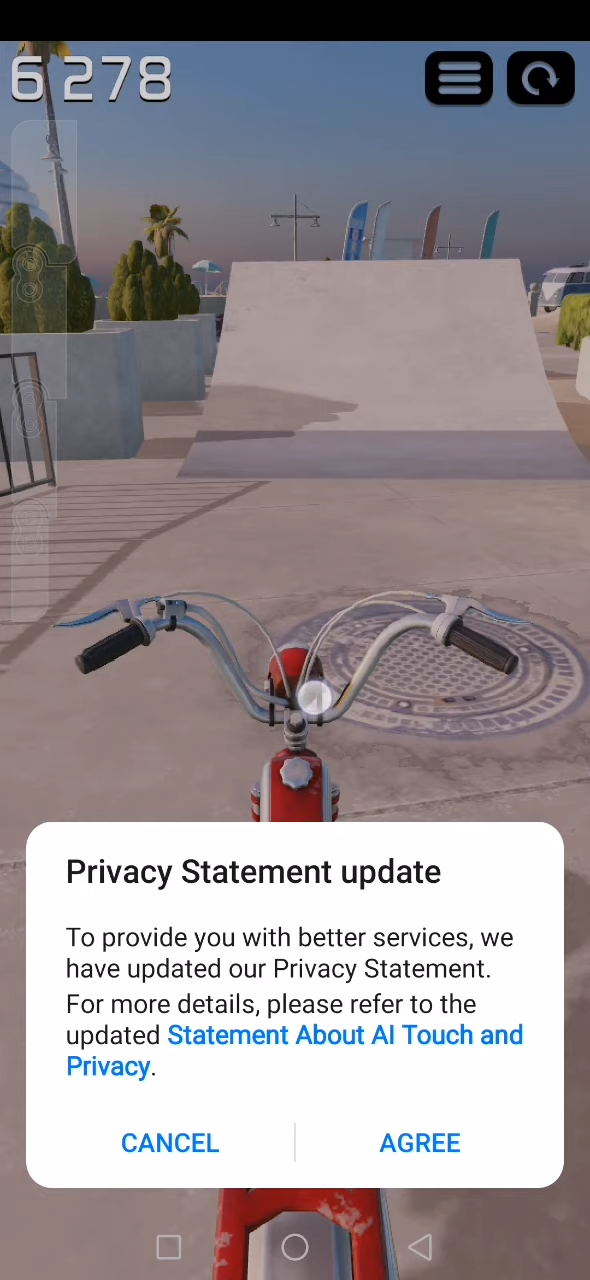 6 278
Privacy Statement update
To provide you with better services, we
have updated our Privacy Statement.
For more details, please refer to the
updated Statement About AI Touch and
Privacy.
CANCEL
AGREE